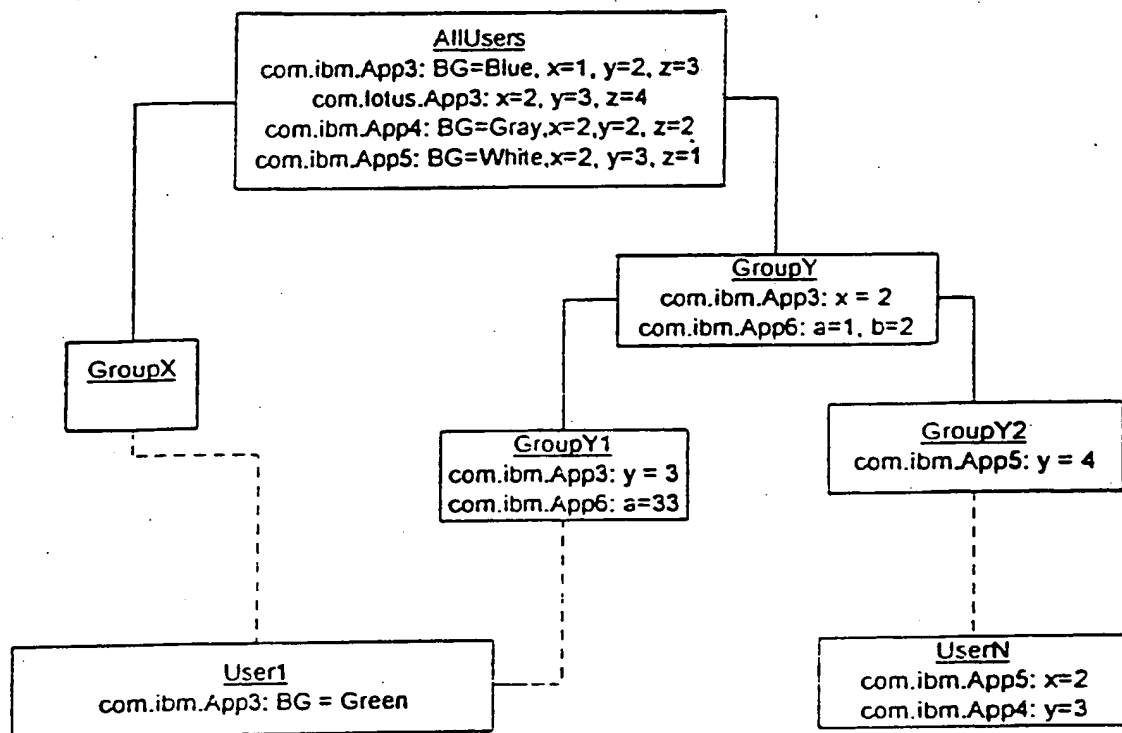 AllUsers
com.ibm.App3: BG=Blue, x=1, y=2, z=3
com.lotus.App3: x=2, y=3, z=4
com.ibm.App4: BG=Gray,x=2,y=2, z=2
com.ibm.App5: BG=White,x=2, y=3, z=1
GroupY
com.ibm.App3: x = 2
com.ibm.App6: a=1, b=2
GroupX
GroupY1
com.ibm.App3: y = 3
com.ibm.App6: a=33
GroupY2
com.ibm.App5: y = 4
User1
com.ibm.App3: BG = Green
UserN
com.ibm.App5: x=2
com.ibm.App4: y=3